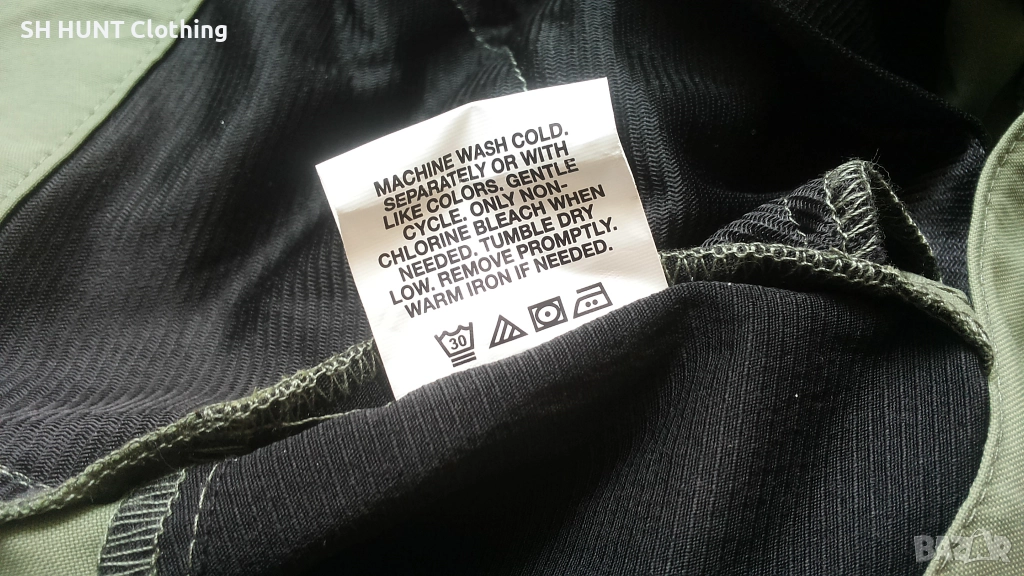 SH HUNT Clothing
MACHINE WASH COLD.
SEPARATELY OR WITH
LIKE COLORS. GENTLE
CYCLE. ONLY NON-
CHLORINE BLEACH WHEN
NEEDED. TUMBLE DRY
LOW. REMOVE PROMPTLY.
WARM IRON IF NEEDED.
30
Bazar